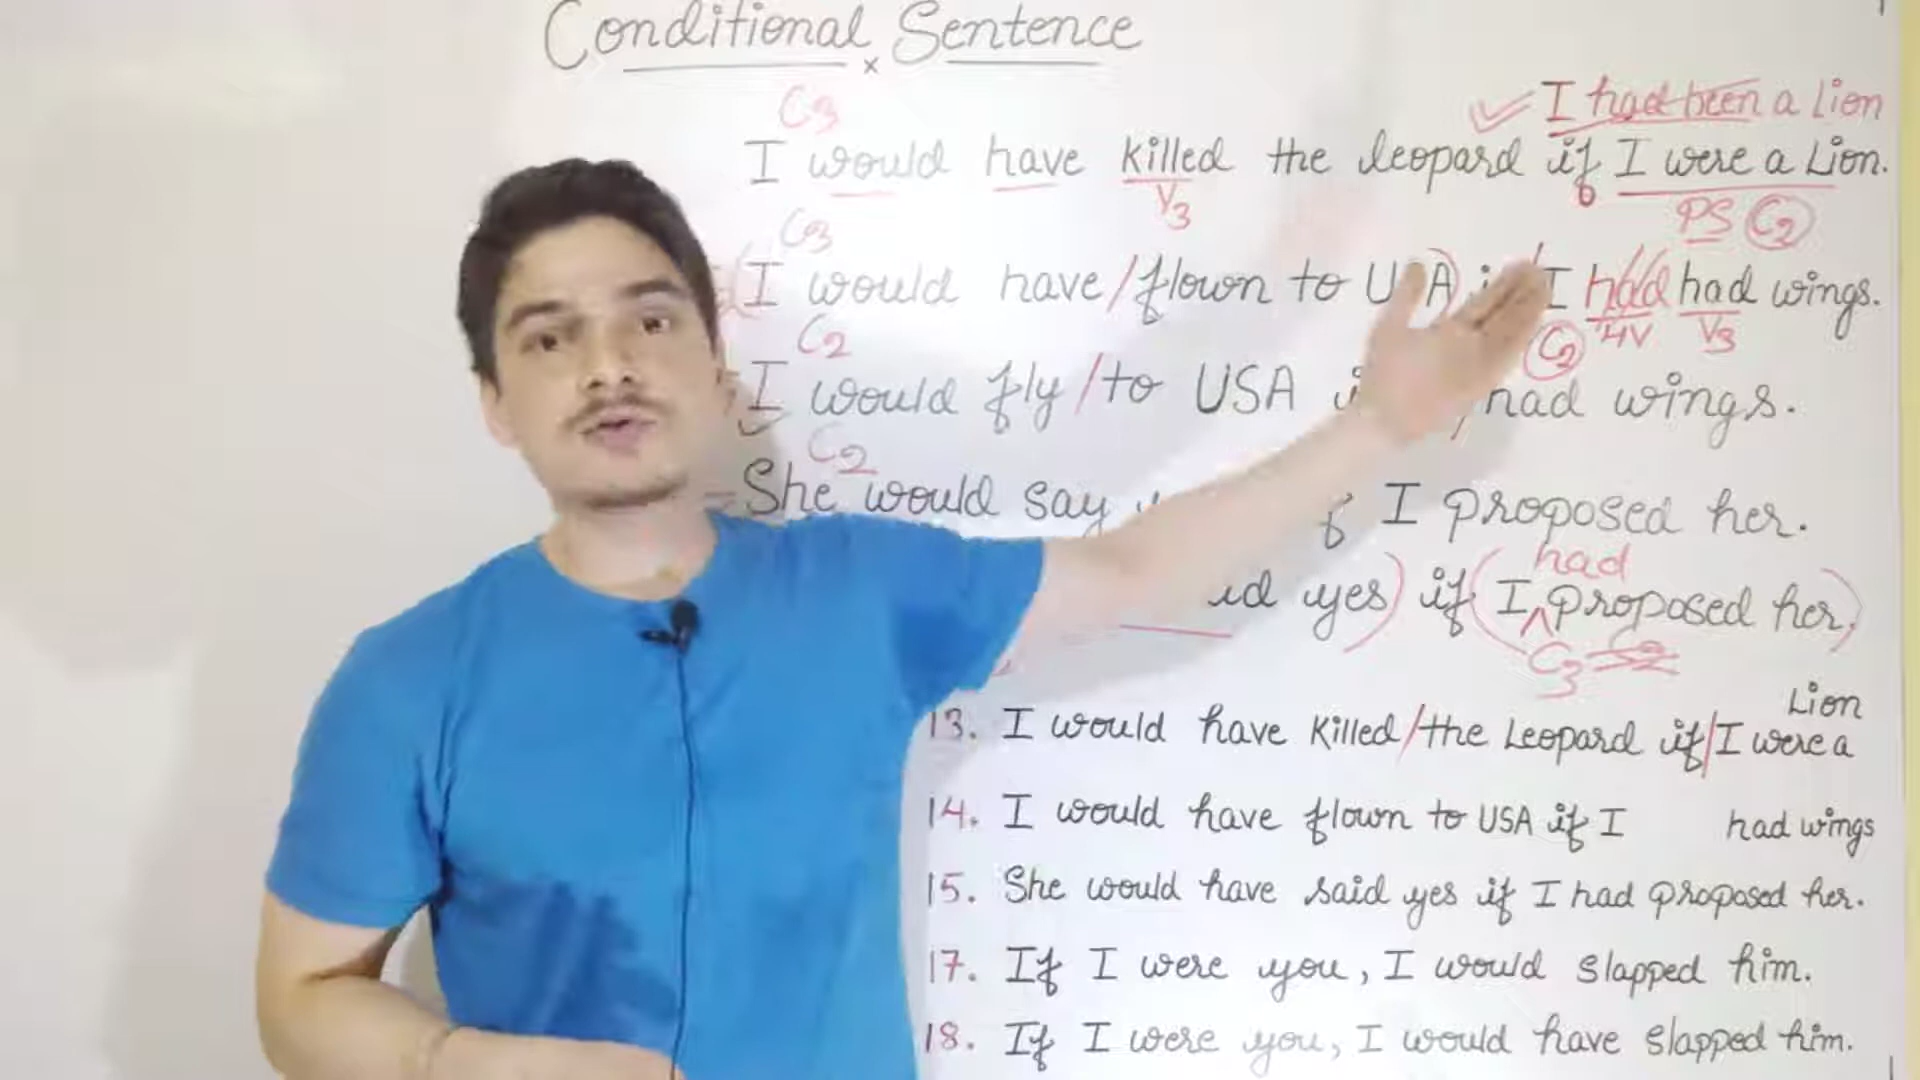 Conditional Sentence
x
I had been a Lion
C3
I would have killed the leopard if I were a Lion.
V3
PS C2
C3
I would have/flown to USA I had had wings.
C2 HV V3
C2
I would fly/to USA had wings.
C2
She would say I proposed her.
had
yes) if (I ^ proposed her.)
C3
Lion
13. I would have Killed/the Leopard if/I were a
14. I would have flown to USA if I had wings
15. She would have said yes if I had proposed her.
17. If I were you, I would slapped him.
18. If I were you, I would have slapped him.